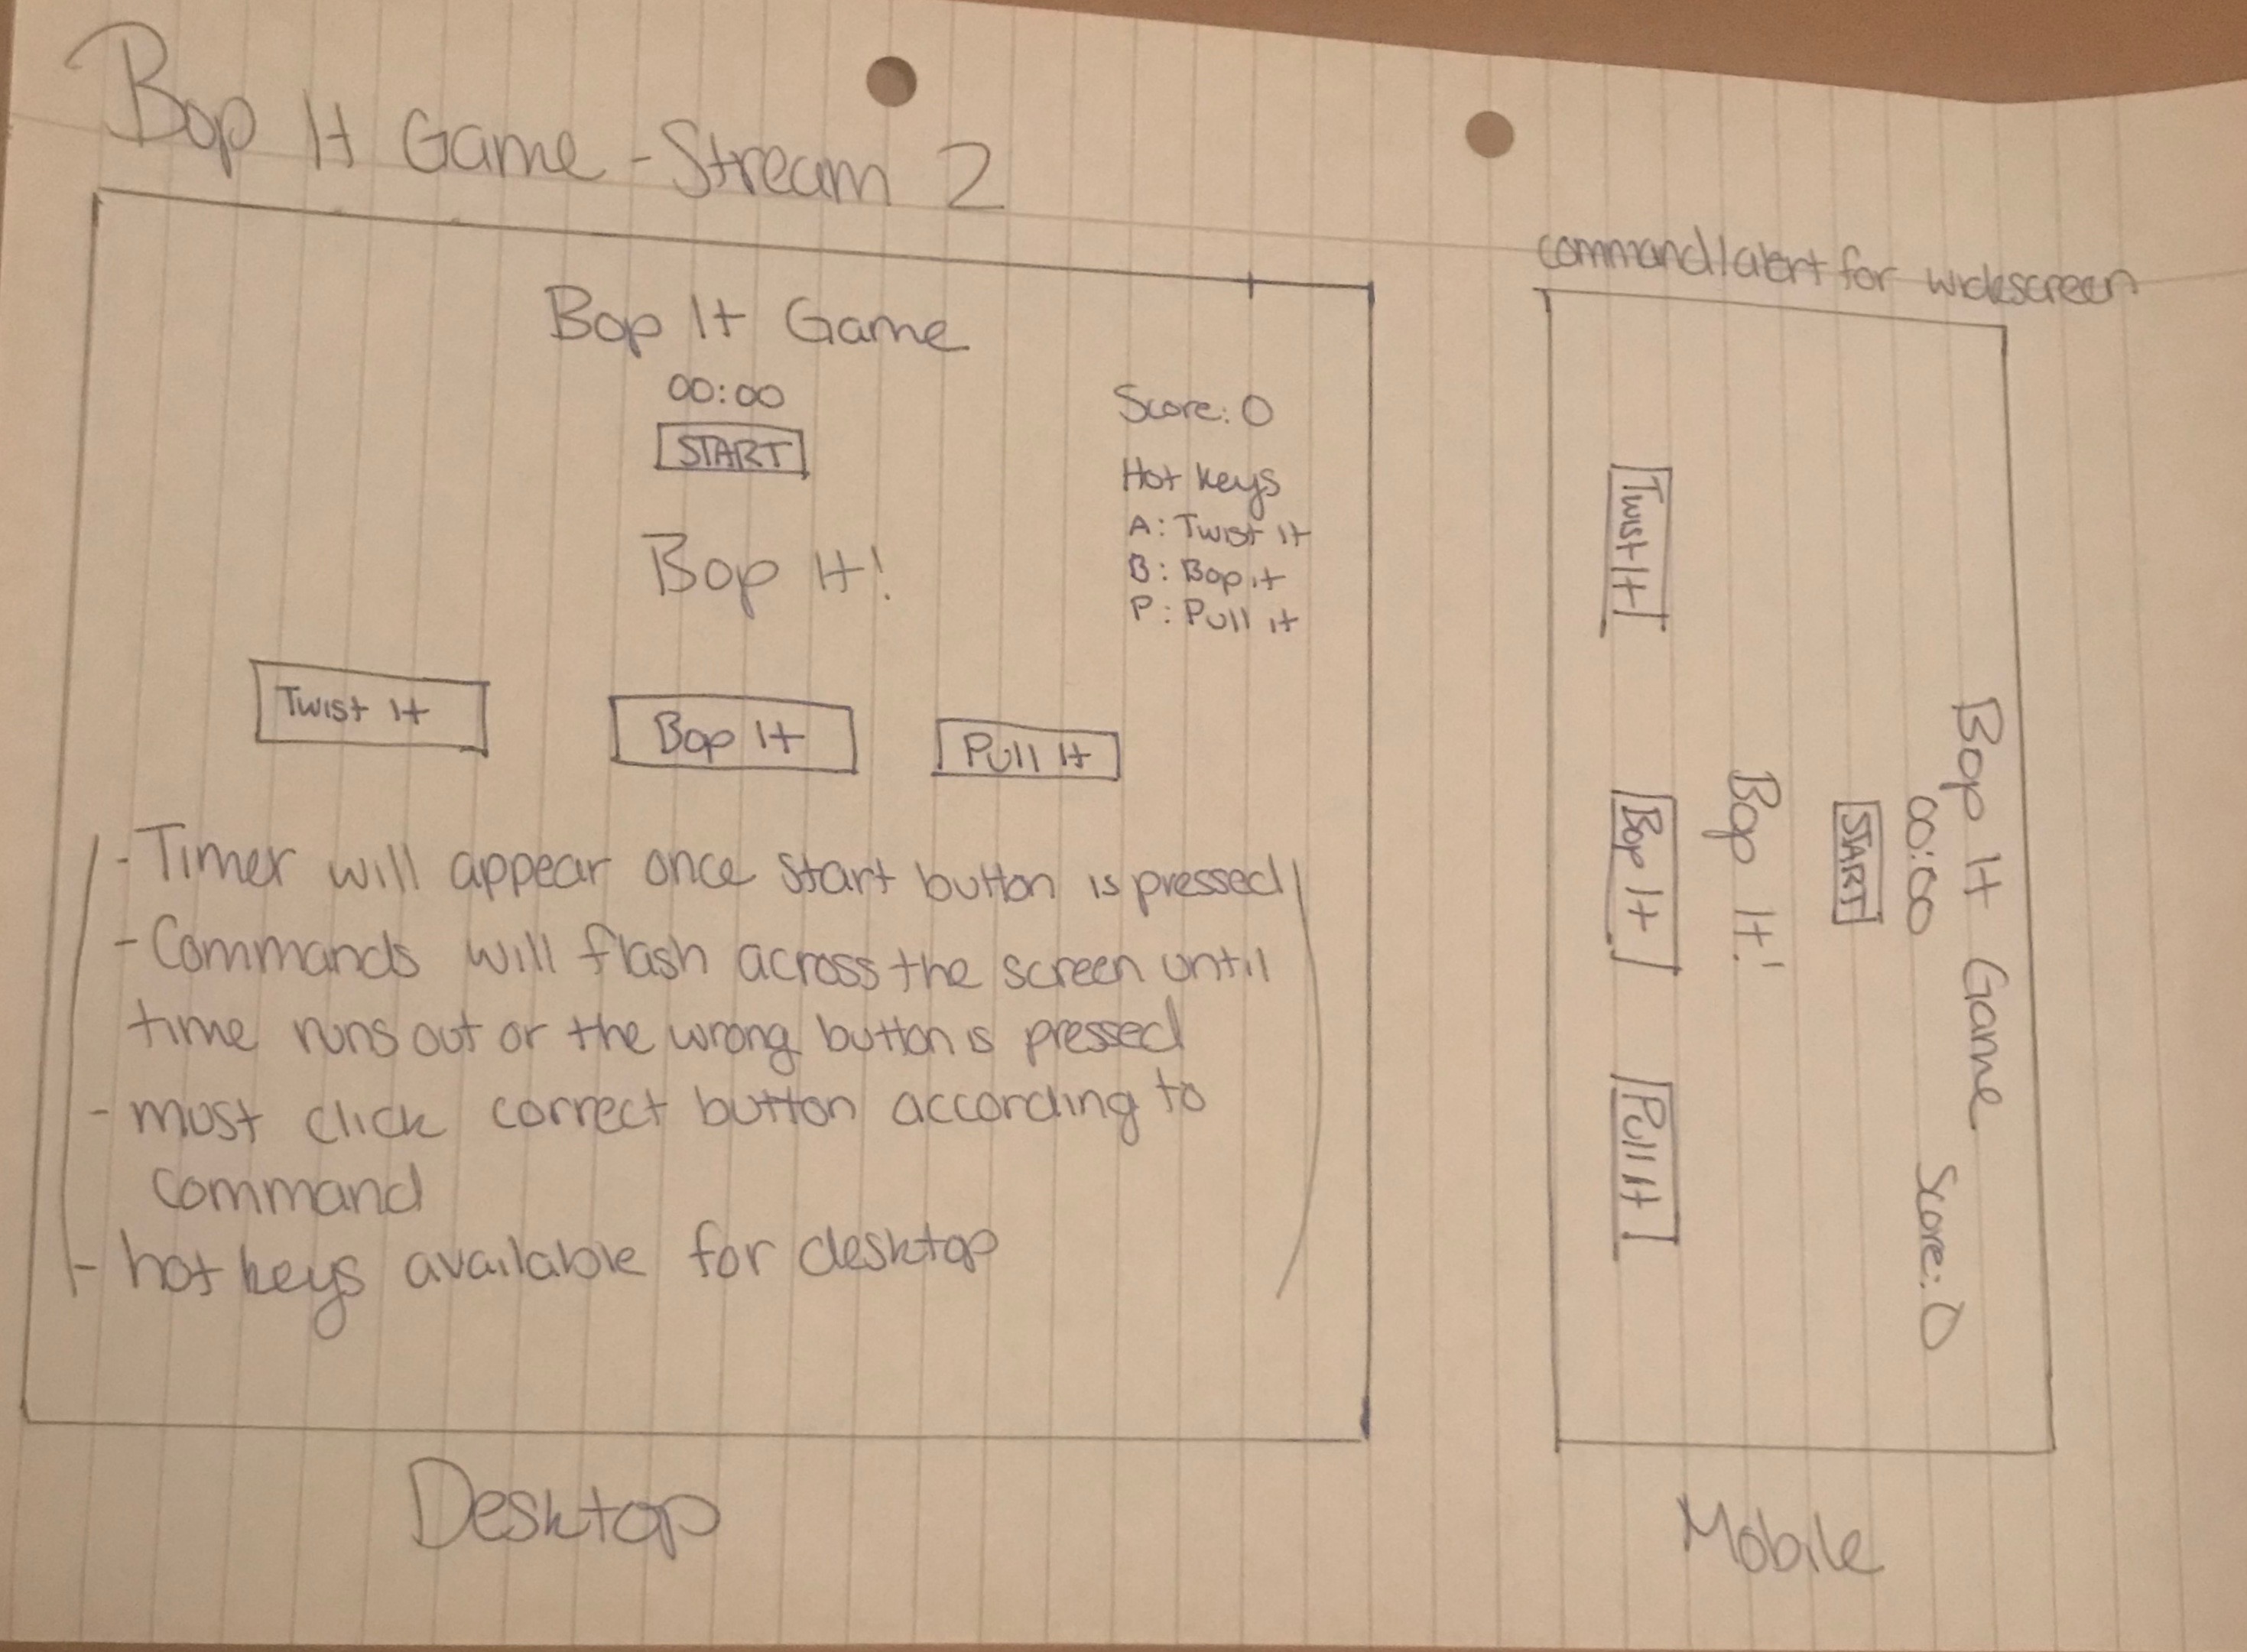 Bop It Game - Stream 2
Bop It Game
00:00
START
Score: 0
Hot keys
A: Twist it
B: Bop it
P: Pull it
Bop It!
Twist It
Bop It
Pull It
- Timer will appear once start button is pressed
- Commands will flash across the screen until
time runs out or the wrong button is pressed
- must click correct button according to
command
- hot keys available for desktop
Desktop
command/alert for widescreen
Bop It Game
00:00
Score: 0
START
Bop It!
Twist It
Bop It
Pull It
Mobile